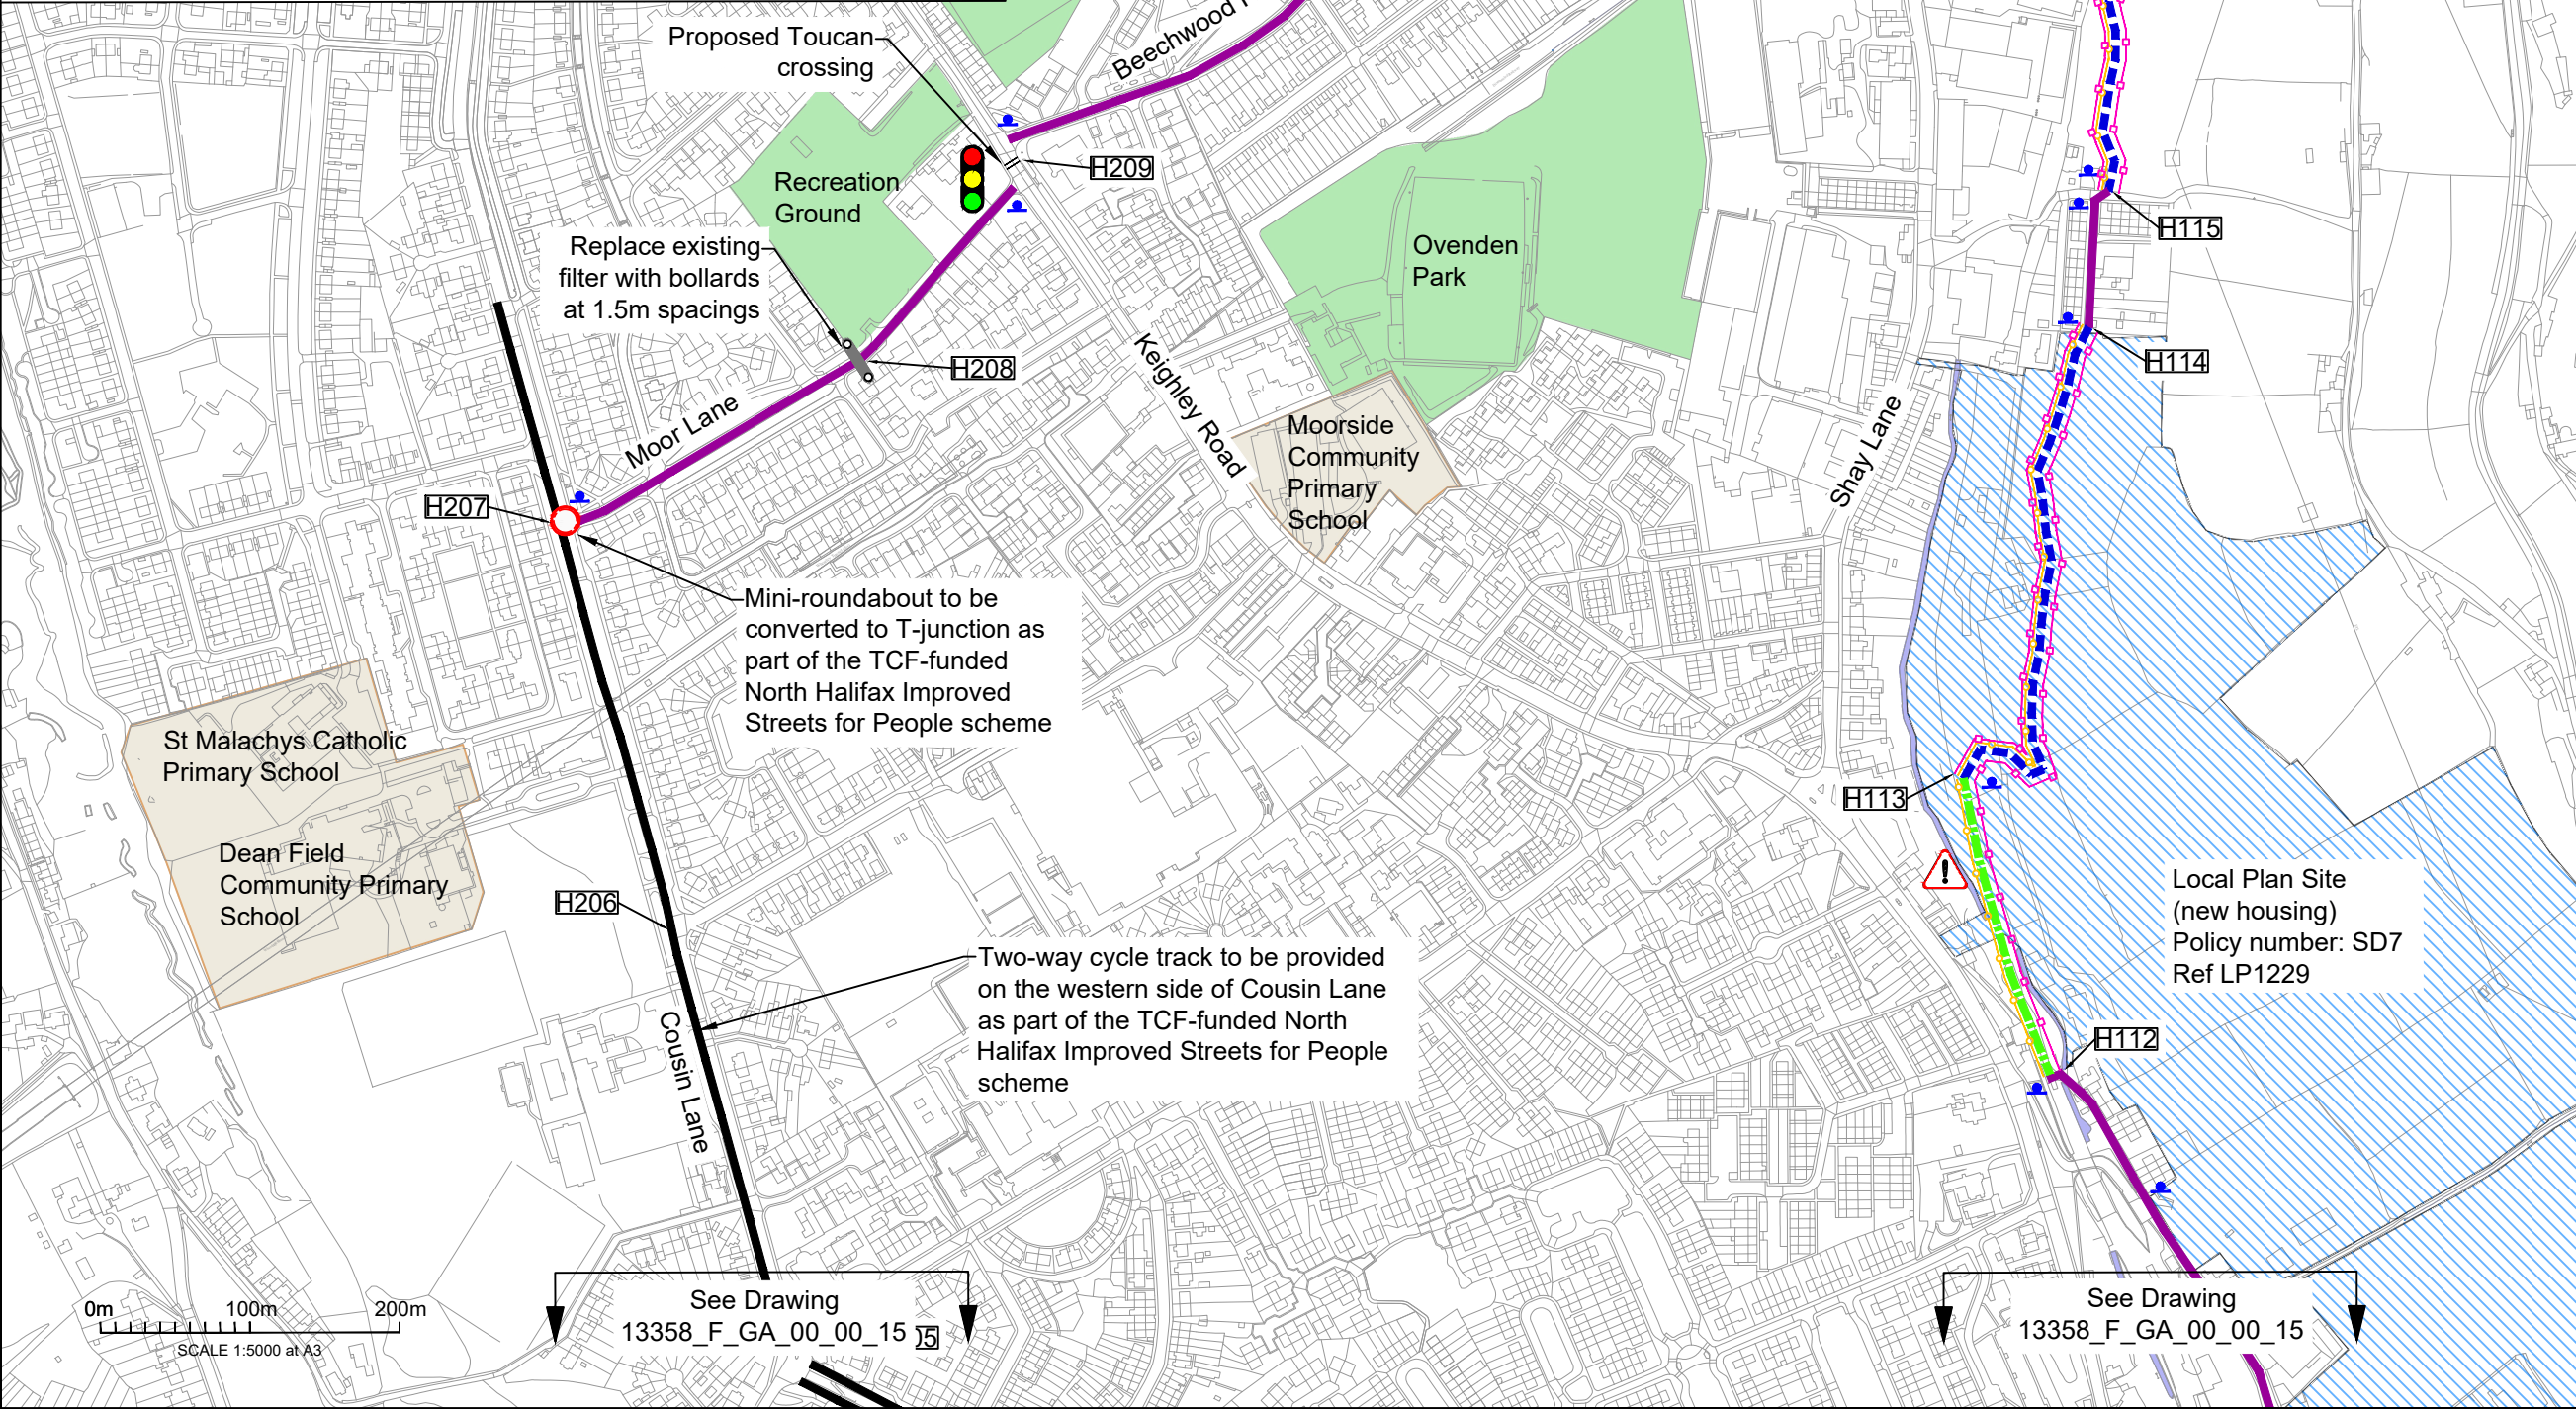 Proposed Toucan
crossing
Beechwood
H209
Recreation
Ground
Replace existing
filter with bollards
at 1.5m spacings
H208
Ovenden
Park
H115
H114
Keighley Road
Moor Lane
Moorside
Community
Primary
School
Shay Lane
H207
Mini-roundabout to be
converted to T-junction as
part of the TCF-funded
North Halifax Improved
Streets for People scheme
St Malachys Catholic
Primary School
H113
Dean Field
Community Primary
School
H206
Local Plan Site
(new housing)
Policy number: SD7
Ref LP1229
Two-way cycle track to be provided
on the western side of Cousin Lane
as part of the TCF-funded North
Halifax Improved Streets for People
scheme
Cousin Lane
H112
0m 100m 200m
SCALE 1:5000 at A3
See Drawing
13358_F_GA_00_00_15
5
See Drawing
13358_F_GA_00_00_15